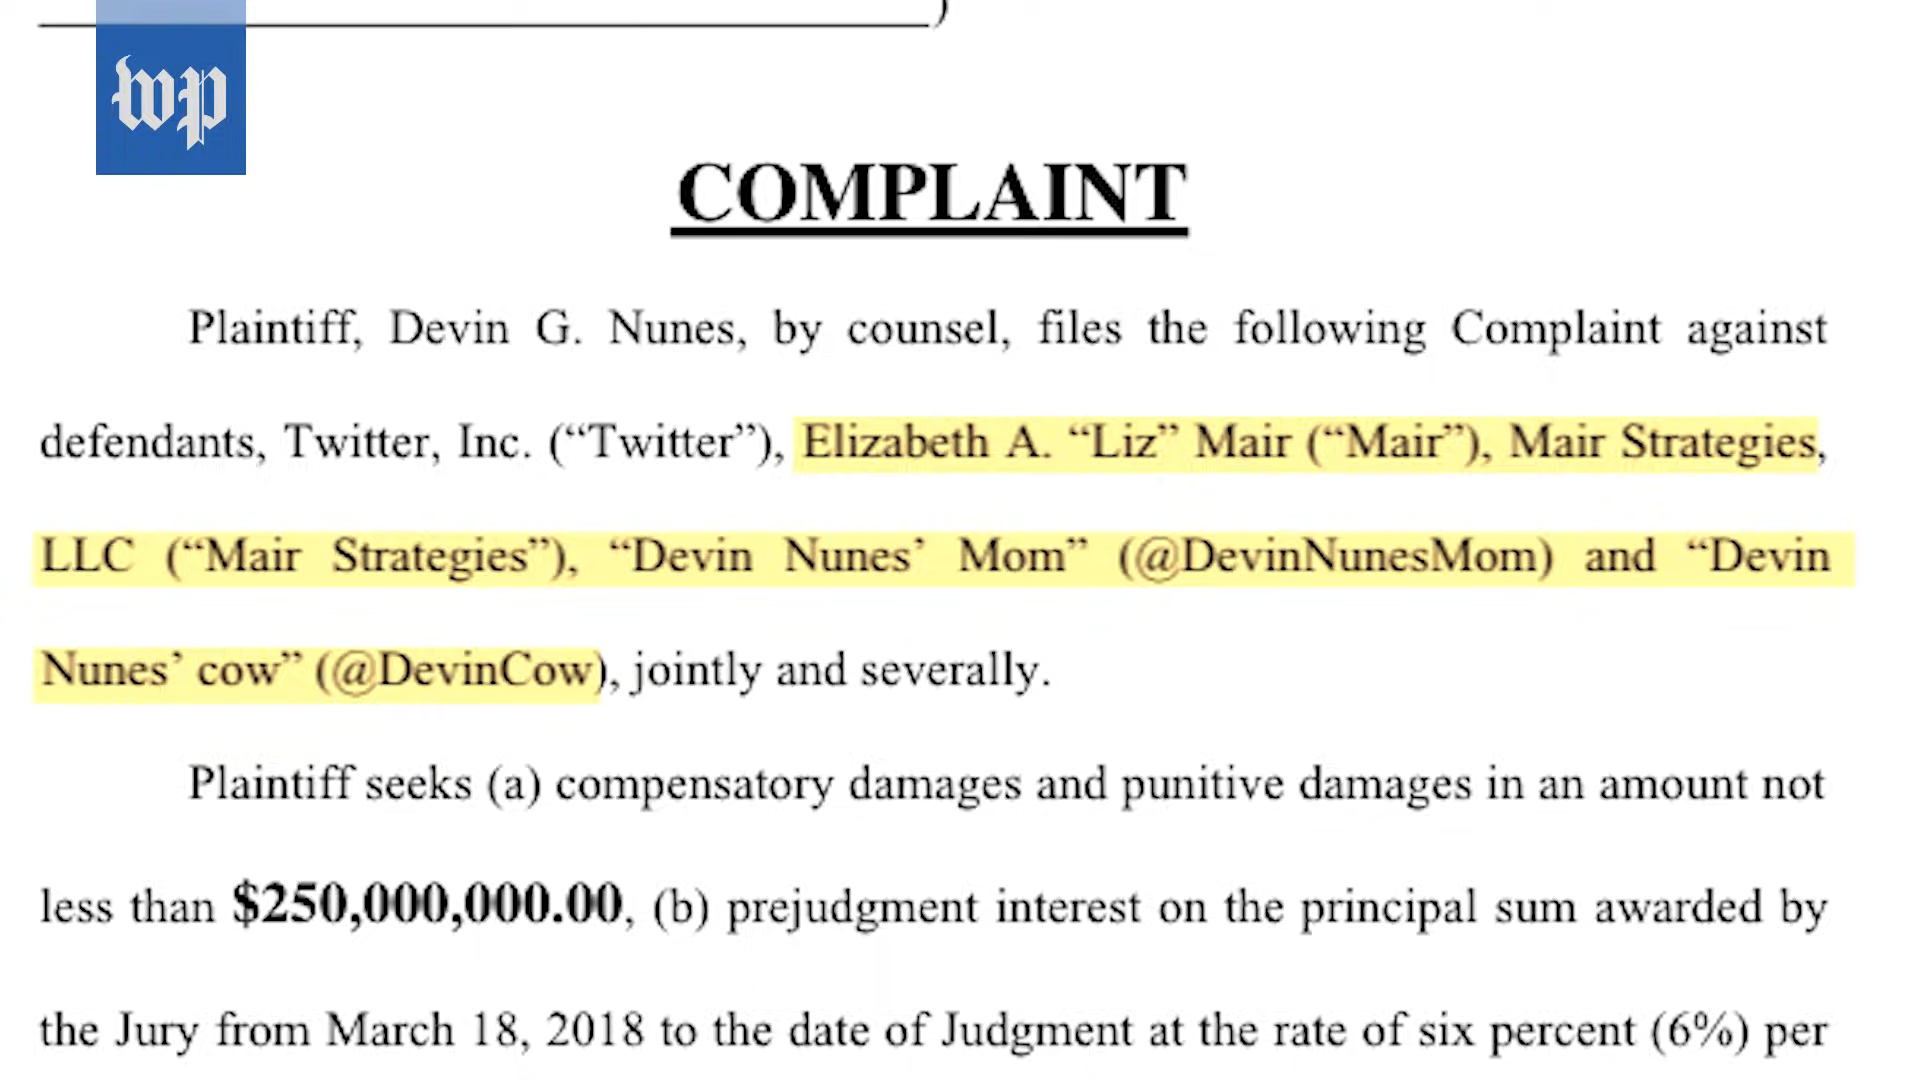 )
wp
COMPLAINT
Plaintiff, Devin G. Nunes, by counsel, files the following Complaint against
defendants, Twitter, Inc. (“Twitter”), Elizabeth A. “Liz” Mair (“Mair”), Mair Strategies,
LLC (“Mair Strategies”), “Devin Nunes’ Mom” (@DevinNunesMom) and “Devin
Nunes’ cow” (@DevinCow), jointly and severally.
Plaintiff seeks (a) compensatory damages and punitive damages in an amount not
less than $250,000,000.00, (b) prejudgment interest on the principal sum awarded by
the Jury from March 18, 2018 to the date of Judgment at the rate of six percent (6%) per